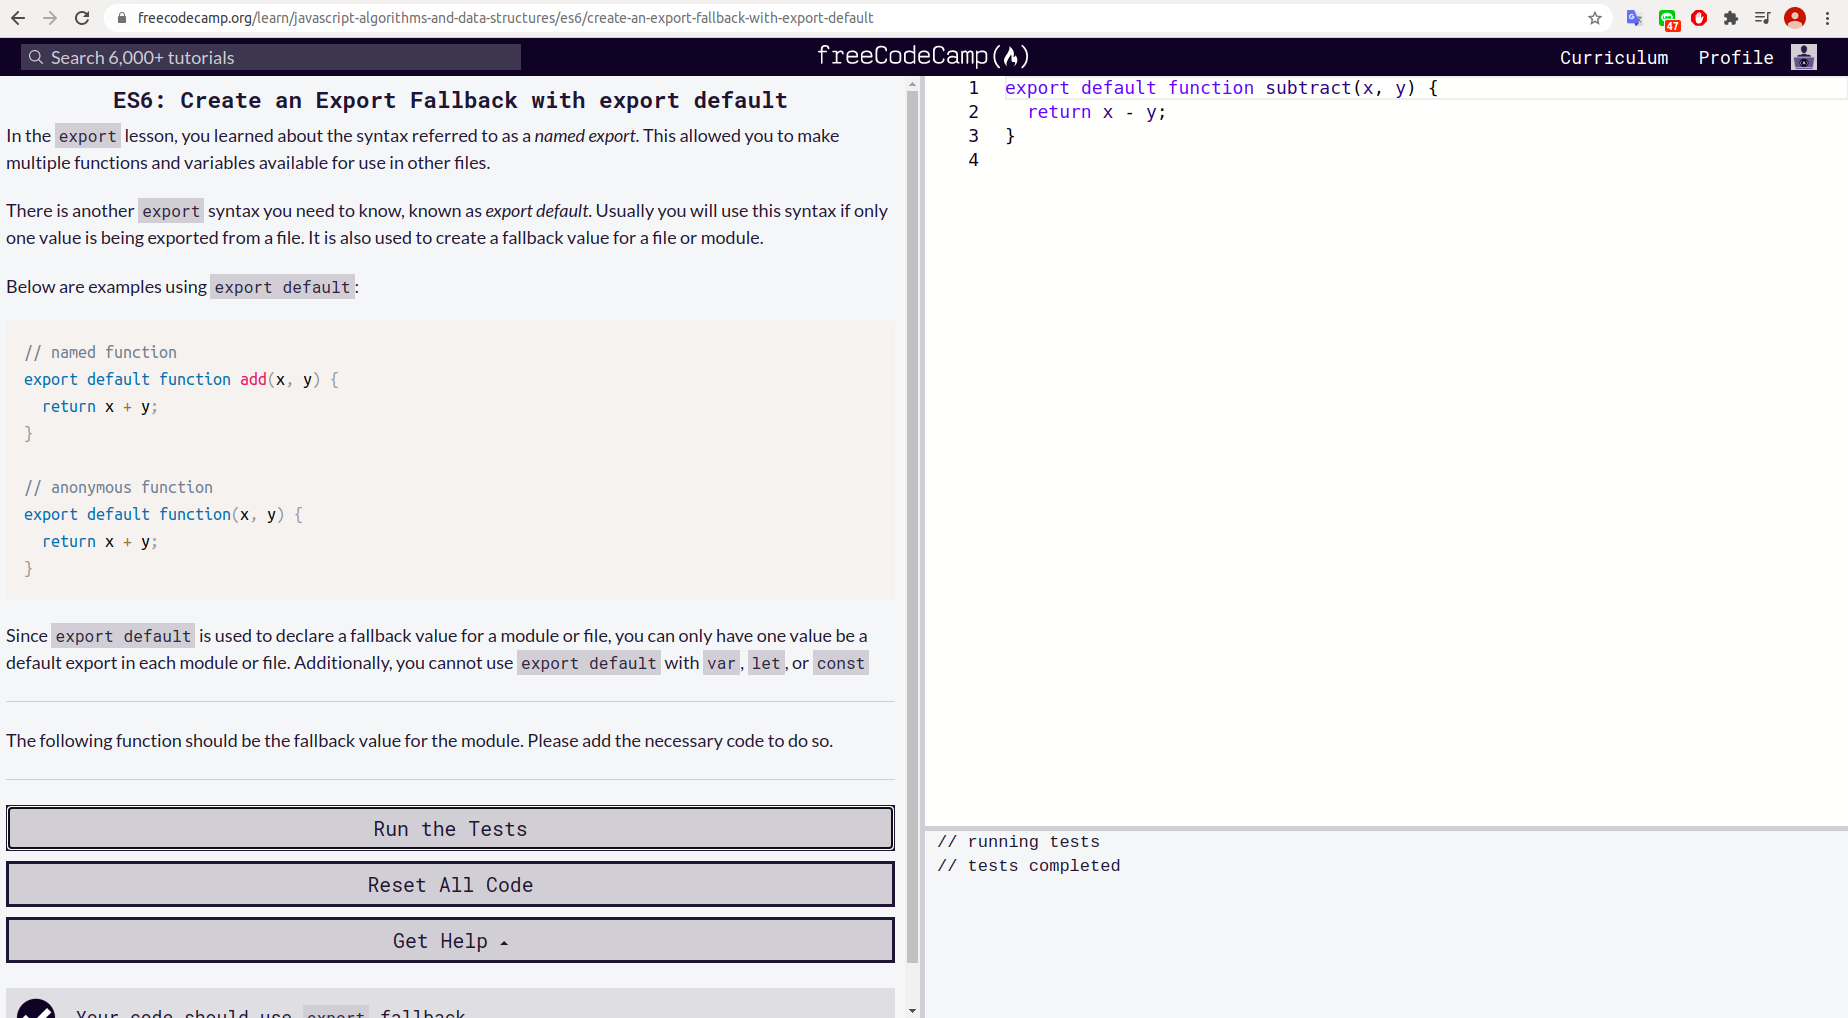 freecodecamp.org/learn/javascript-algorithms-and-data-structures/es6/create-an-export-fallback-with-export-default
47
Search 6,000+ tutorials
freeCodeCamp(🔥)
Curriculum
Profile
ES6: Create an Export Fallback with export default
In the export lesson, you learned about the syntax referred to as a named export. This allowed you to make
multiple functions and variables available for use in other files.
There is another export syntax you need to know, known as export default. Usually you will use this syntax if only
one value is being exported from a file. It is also used to create a fallback value for a file or module.
Below are examples using export default:
// named function
export default function add(x, y) {
  return x + y;
}
// anonymous function
export default function(x, y) {
  return x + y;
}
Since export default is used to declare a fallback value for a module or file, you can only have one value be a
default export in each module or file. Additionally, you cannot use export default with var, let, or const
The following function should be the fallback value for the module. Please add the necessary code to do so.
Run the Tests
Reset All Code
Get Help
Your code should use export fallback.
1 export default function subtract(x, y) {
2   return x - y;
3 }
4
// running tests
// tests completed